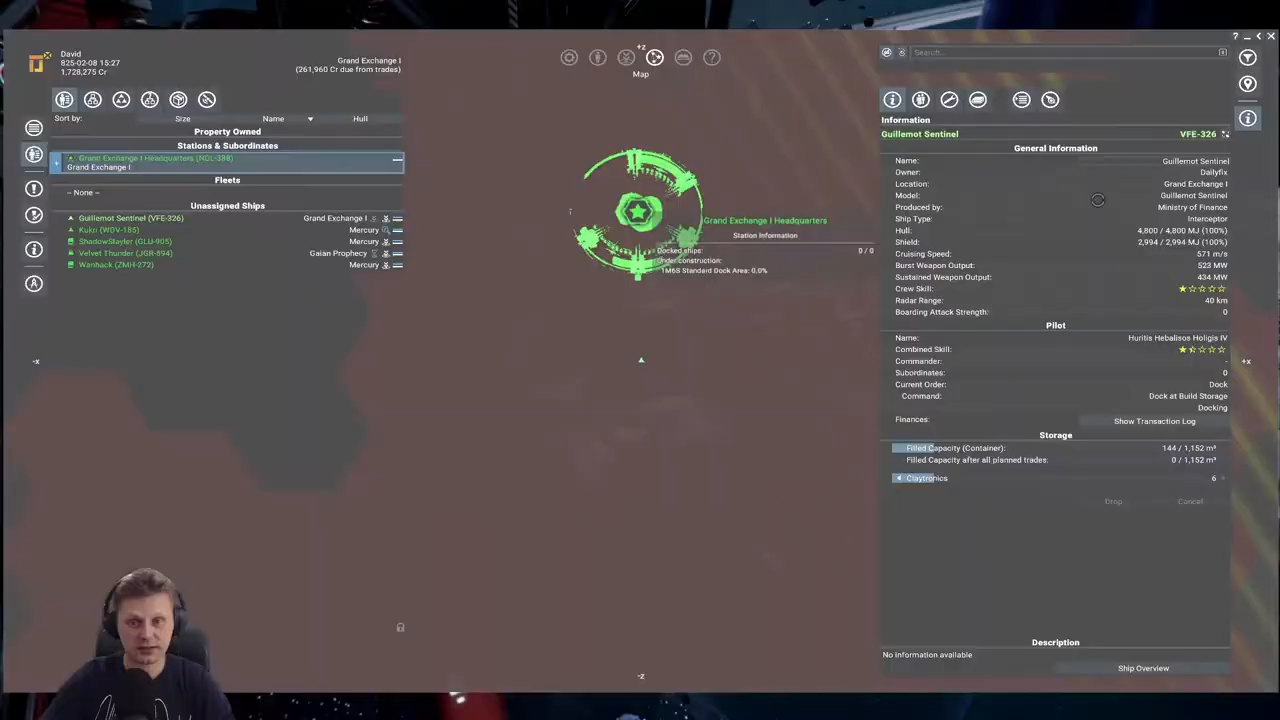 David
825-02-08 15:27
1,728,275 Cr
Grand Exchange I
(261,960 Cr due from trades)
Map
+z
Search...
Sort by:
Size
Name
Hull
Property Owned
Stations & Subordinates
Grand Exchange I Headquarters (NDL-388)
Grand Exchange I
Fleets
-- None --
Unassigned Ships
Guillemot Sentinel (VFE-326)
Grand Exchange I
Kukri (WDV-185)
Mercury
ShadowSlayer (GLU-905)
Mercury
Velvet Thunder (JGR-894)
Gaian Prophecy
Wanhack (ZMH-272)
Mercury
Grand Exchange I Headquarters
Station Information
Docked ships:
0 / 0
Under construction:
1M6S Standard Dock Area: 0.0%
-x
+x
-z
Information
Guillemot Sentinel
VFE-326
General Information
Name:
Guillemot Sentinel
Owner:
Dailyfix
Location:
Grand Exchange I
Model:
Guillemot Sentinel
Produced by:
Ministry of Finance
Ship Type:
Interceptor
Hull:
4,800 / 4,800 MJ (100%)
Shield:
2,994 / 2,994 MJ (100%)
Cruising Speed:
571 m/s
Burst Weapon Output:
523 MW
Sustained Weapon Output:
434 MW
Crew Skill:
Radar Range:
40 km
Boarding Attack Strength:
0
Pilot
Name:
Huritis Hebalisos Holigis IV
Combined Skill:
Commander:
-
Subordinates:
0
Current Order:
Dock
Command:
Dock at Build Storage
Docking
Finances:
Show Transaction Log
Storage
Filled Capacity (Container):
144 / 1,152 m³
Filled Capacity after all planned trades:
0 / 1,152 m³
Claytronics
6
Drop
Cancel
Description
No information available
Ship Overview